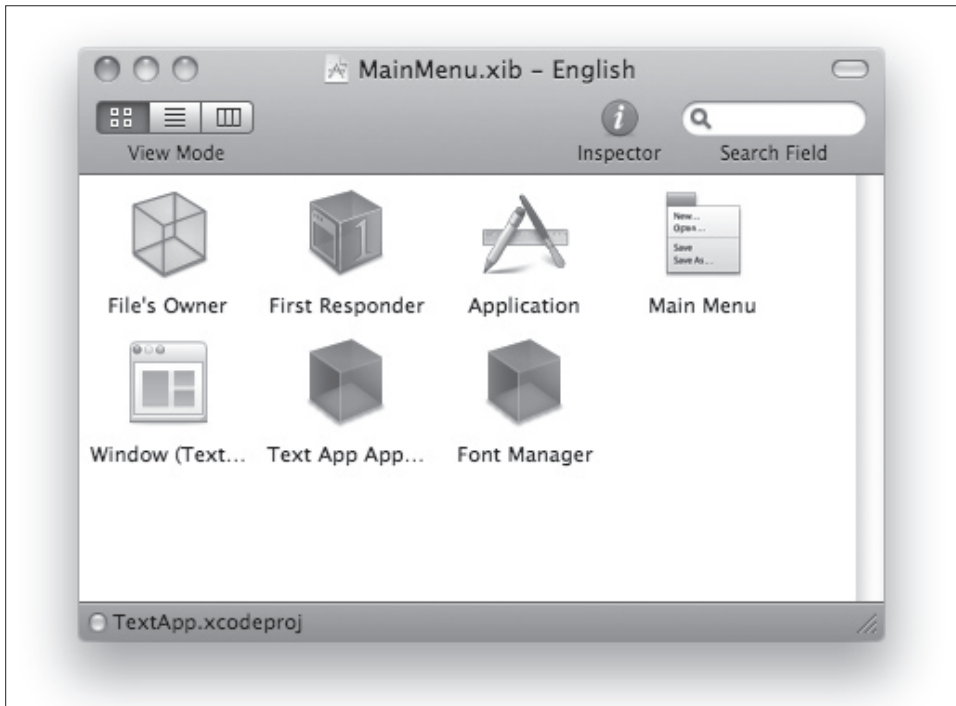 MainMenu.xib – English
View Mode
Inspector
Search Field
New...
Open...
Save
Save As...
1
File's Owner
First Responder
Application
Main Menu
Window (Text...
Text App App...
Font Manager
TextApp.xcodeproj